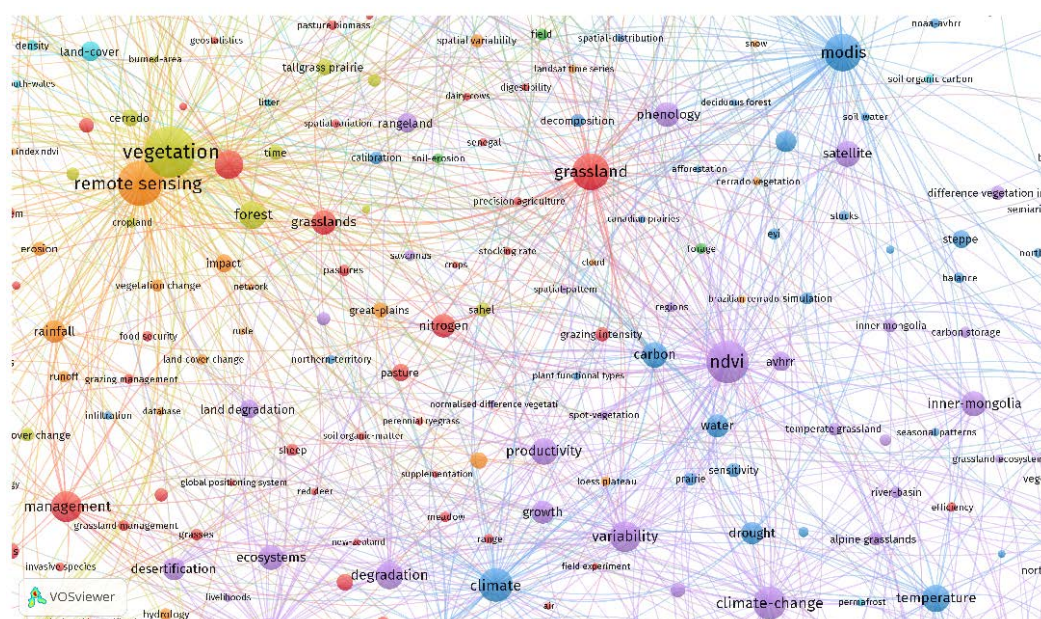 pasture biomass
noaa-avhrr
density
land-cover
geostatistics
burned-area
spatial variability
field
spatial-distribution
snow
modis
tallgrass prairie
landsat time series
soil organic carbon
litter
dairy-cows
digestibility
deciduous forest
cerrado
spatial variation
rangeland
decomposition
phenology
soil water
senegal
vegetation
time
calibration
soil-erosion
satellite
index ndvi
remote sensing
grassland
afforestation
cerrado vegetation
difference vegetation in
precision agriculture
forest
grasslands
cropland
canadian prairies
stocks
semiari
evi
steppe
erosion
impact
savannas
stocking rate
forage
pastures
crops
cloud
balance
vegetation change
network
spatial-pattern
brazilian cerrado
simulation
great-plains
sahel
regions
rainfall
food security
rusle
nitrogen
grazing intensity
inner mongolia
carbon storage
land cover change
northern-territory
carbon
ndvi
avhrr
runoff
grazing management
pasture
plant functional types
infiltration
database
land degradation
normalised difference vegetati
spot-vegetation
inner-mongolia
perennial ryegrass
water
temperate grassland
seasonal patterns
over change
soil organic-matter
sheep
productivity
grassland ecosystem
supplementation
sensitivity
global positioning system
red deer
loess plateau
prairie
river-basin
management
growth
efficiency
meadow
grassland management
grasses
variability
drought
new-zealand
range
alpine grasslands
invasive species
desertification
ecosystems
degradation
field experiment
climate
VOSviewer
livelihoods
air
climate-change
permafrost
temperature
hydrology